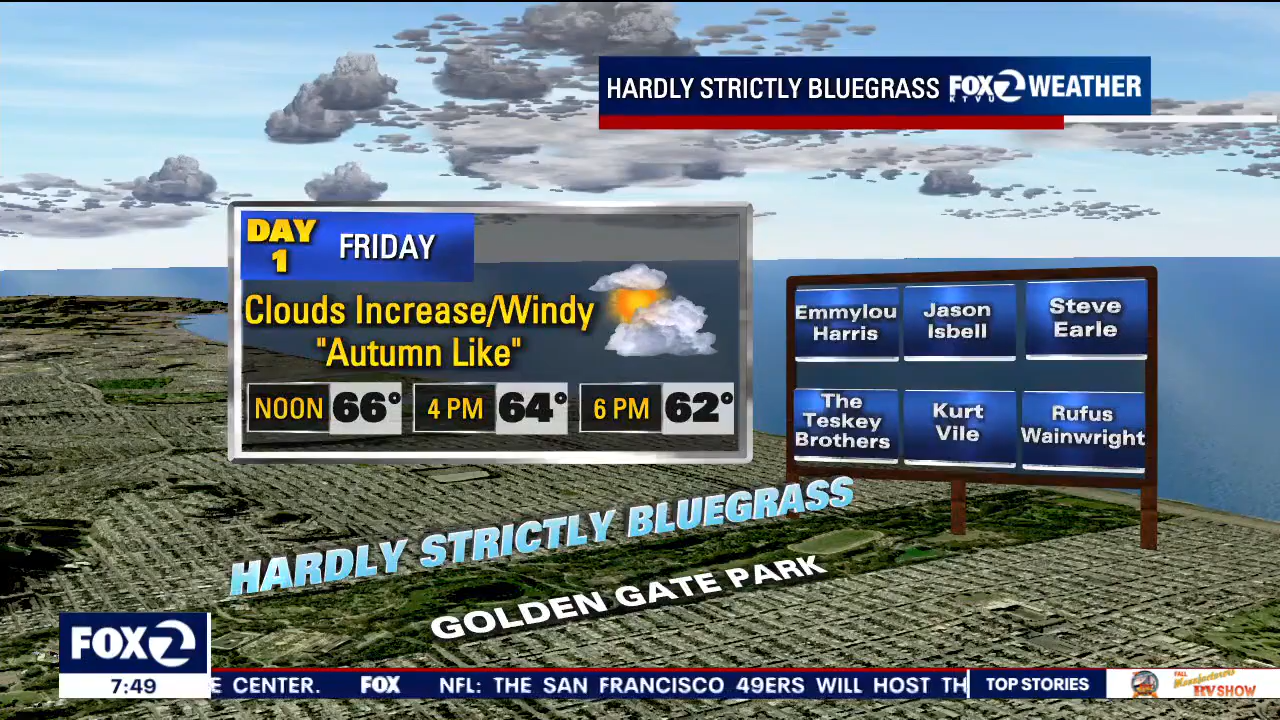 HARDLY STRICTLY BLUEGRASS FOX 2 WEATHER
KTVU
DAY
1
FRIDAY
Clouds Increase/Windy
"Autumn Like"
NOON 66° 4 PM 64° 6 PM 62°
Emmylou
Harris
Jason
Isbell
Steve
Earle
The
Teskey
Brothers
Kurt
Vile
Rufus
Wainwright
HARDLY STRICTLY BLUEGRASS
GOLDEN GATE PARK
FOX 2
7:49
E CENTER. FOX NFL: THE SAN FRANCISCO 49ERS WILL HOST TH
TOP STORIES
FALL
Manufacturers
RV SHOW